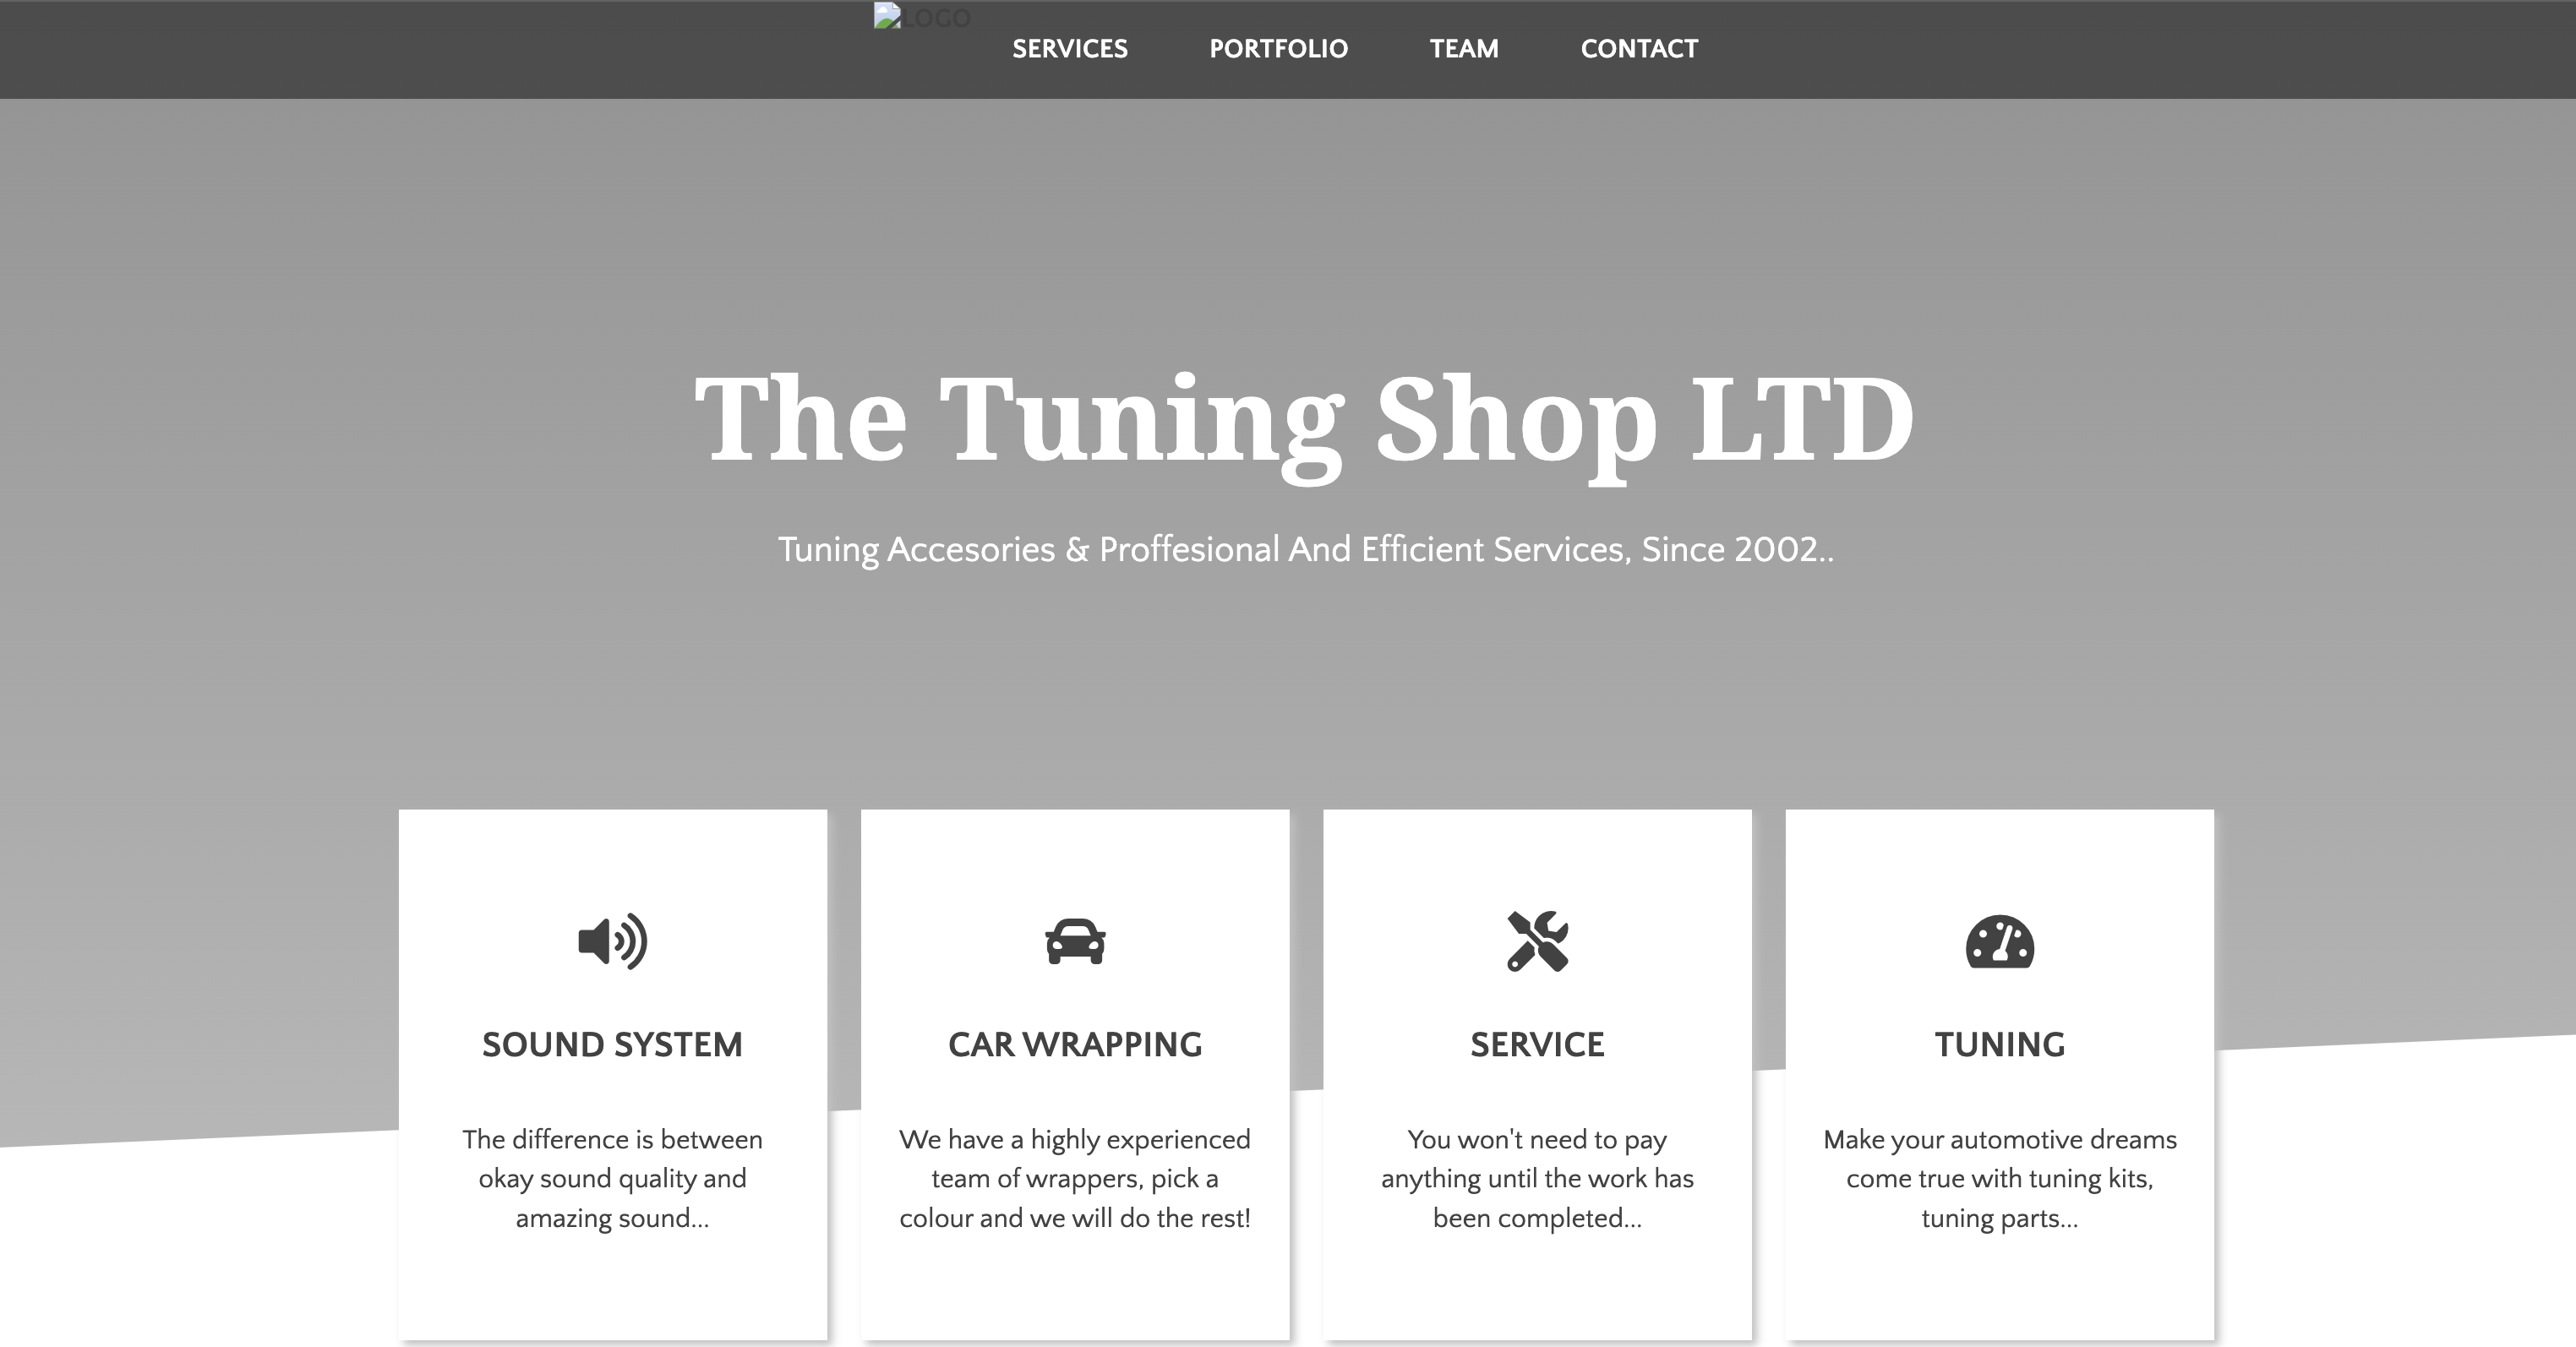 LOGO
SERVICES PORTFOLIO TEAM CONTACT
The Tuning Shop LTD
Tuning Accesories & Proffesional And Efficient Services, Since 2002..
SOUND SYSTEM
The difference is between
okay sound quality and
amazing sound...
CAR WRAPPING
We have a highly experienced
team of wrappers, pick a
colour and we will do the rest!
SERVICE
You won't need to pay
anything until the work has
been completed...
TUNING
Make your automotive dreams
come true with tuning kits,
tuning parts...